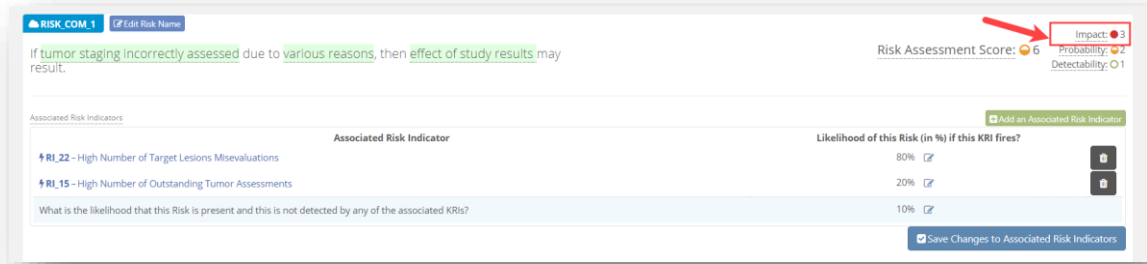 RISK_COM_1 Edit Risk Name
Impact: 3
If tumor staging incorrectly assessed due to various reasons, then effect of study results may
result.
Risk Assessment Score: 6
Probability: 2
Detectability: 1
Associated Risk Indicators
Add an Associated Risk Indicator
Associated Risk Indicator Likelihood of this Risk (in %) if this KRI fires?
RI_22 – High Number of Target Lesions Misevaluations 80%
RI_15 – High Number of Outstanding Tumor Assessments 20%
What is the likelihood that this Risk is present and this is not detected by any of the associated KRIs? 10%
Save Changes to Associated Risk Indicators